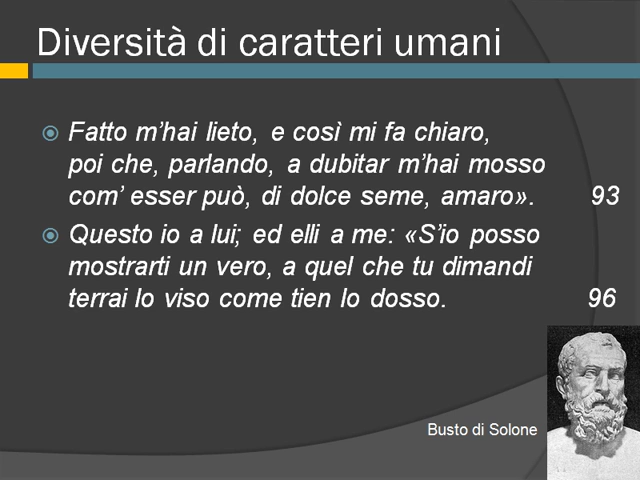 Diversità di caratteri umani
Fatto m’hai lieto, e così mi fa chiaro,
poi che, parlando, a dubitar m’hai mosso
com’ esser può, di dolce seme, amaro». 93
Questo io a lui; ed elli a me: «S’io posso
mostrarti un vero, a quel che tu dimandi
terrai lo viso come tien lo dosso. 96
Busto di Solone